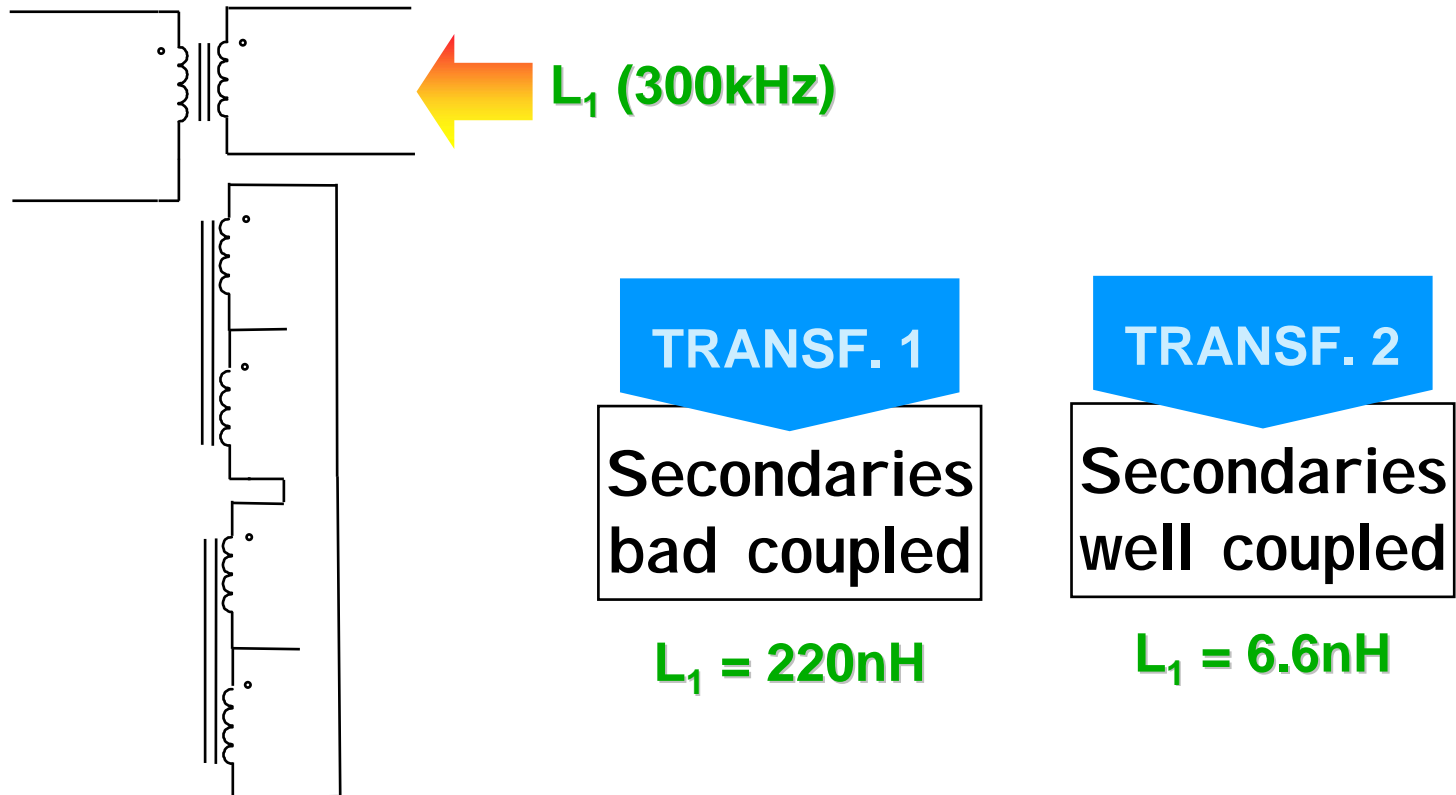 L₁ (300kHz)
TRANSF. 1
Secondaries
bad coupled
L₁ = 220nH
TRANSF. 2
Secondaries
well coupled
L₁ = 6.6nH